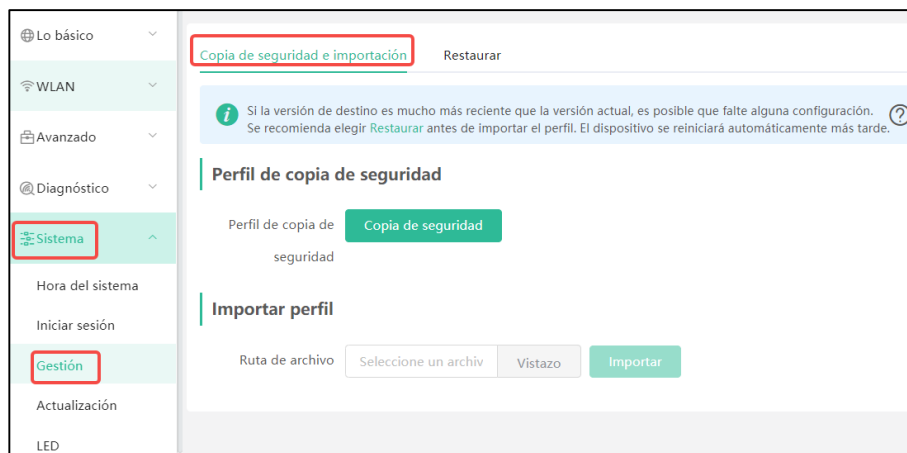 Lo básico
WLAN
Avanzado
Diagnóstico
Sistema
Hora del sistema
Iniciar sesión
Gestión
Actualización
LED
Copia de seguridad e importación
Restaurar
Si la versión de destino es mucho más reciente que la versión actual, es posible que falte alguna configuración.
Se recomienda elegir Restaurar antes de importar el perfil. El dispositivo se reiniciará automáticamente más tarde.
Perfil de copia de seguridad
Perfil de copia de
seguridad
Copia de seguridad
Importar perfil
Ruta de archivo
Seleccione un archiv
Vistazo
Importar